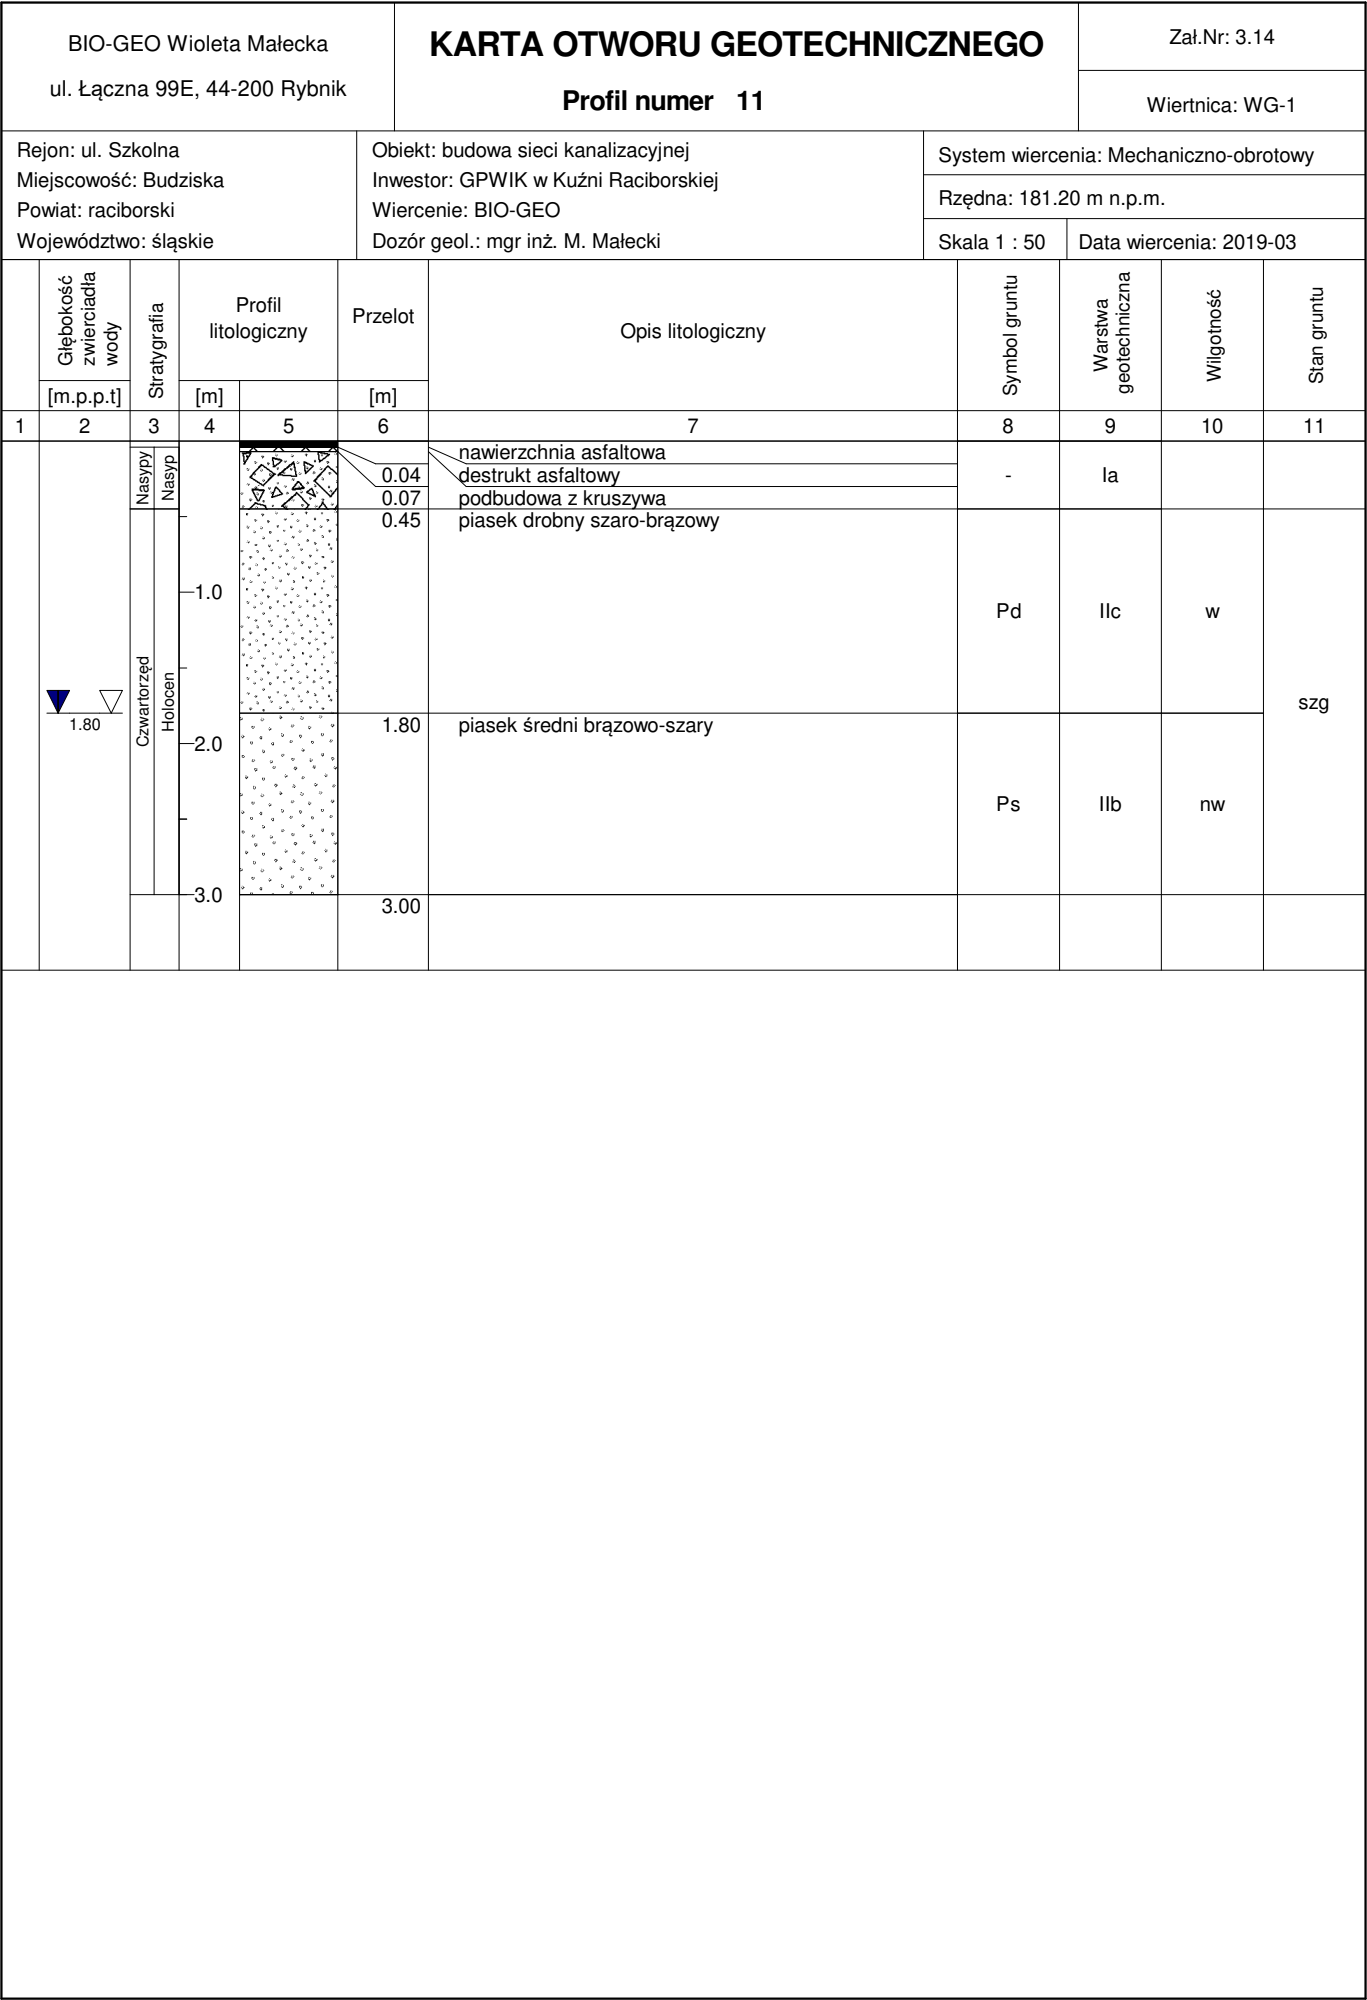 BIO-GEO Wioleta Małecka
ul. Łączna 99E, 44-200 Rybnik
KARTA OTWORU GEOTECHNICZNEGO
Profil numer 11
Zał.Nr: 3.14
Wiertnica: WG-1
Rejon: ul. Szkolna
Miejscowość: Budziska
Powiat: raciborski
Województwo: śląskie
Obiekt: budowa sieci kanalizacyjnej
Inwestor: GPWIK w Kuźni Raciborskiej
Wiercenie: BIO-GEO
Dozór geol.: mgr inż. M. Małecki
System wiercenia: Mechaniczno-obrotowy
Rzędna: 181.20 m n.p.m.
Skala 1 : 50
Data wiercenia: 2019-03
Głębokość
zwierciadła
wody
[m.p.p.t]
Stratygrafia
Profil
litologiczny
[m]
Przelot
[m]
Opis litologiczny
Symbol gruntu
Warstwa
geotechniczna
Wilgotność
Stan gruntu
1 2 3 4 5 6 7 8 9 10 11
Nasypy
Nasyp
nawierzchnia asfaltowa
0.04 destrukt asfaltowy - Ia
0.07 podbudowa z kruszywa
0.45 piasek drobny szaro-brązowy
1.0
Pd IIc w
Czwartorzęd
Holocen
szg
1.80
1.80 piasek średni brązowo-szary
2.0
Ps IIb nw
3.0
3.00